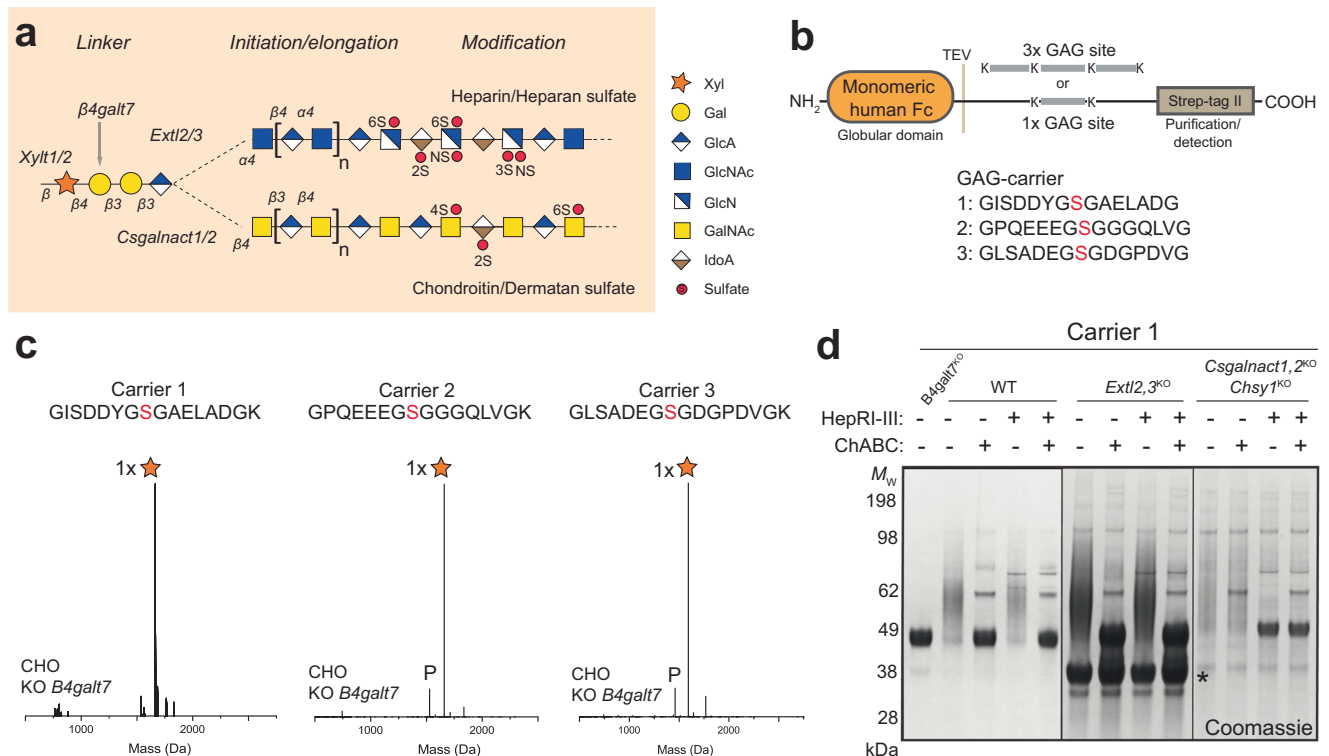 a
Linker
Initiation/elongation
Modification
β4galt7
Xylt1/2
Extl2/3
Csgalnact1/2
β
β4
β3
β3
Heparin/Heparan sulfate
β4 α4
α4
n
6S
6S
2S
NS
3S NS
β3 β4
β4
n
4S
6S
2S
Chondroitin/Dermatan sulfate
Xyl
Gal
GlcA
GlcNAc
GlcN
GalNAc
IdoA
S Sulfate
b
TEV
3x GAG site
K K K K
or
NH2
Monomeric
human Fc
K K
Strep-tag II
COOH
Globular domain
1x GAG site
Purification/
detection
GAG-carrier
1: GISDDYGSGAELADG
2: GPQEEEGSGGGQLVG
3: GLSADEGSGDGPDVG
c
Carrier 1
GISDDYGSGAELADGK
1x
CHO
KO B4galt7
1000 2000
Mass (Da)
Carrier 2
GPQEEEGSGGGQLVGK
1x
CHO
KO B4galt7
P
1000 2000
Mass (Da)
Carrier 3
GLSADEGSGDGPDVGK
1x
CHO
KO B4galt7
P
1000 2000
Mass (Da)
d
Carrier 1
B4galt7KO
WT
Extl2,3KO
Csgalnact1,2KO
Chsy1KO
HepRI-III: - - - + + - - + + - - + +
ChABC: - - + - + - + - + - + - +
MW
198
98
62
49
38
28
kDa
*
Coomassie